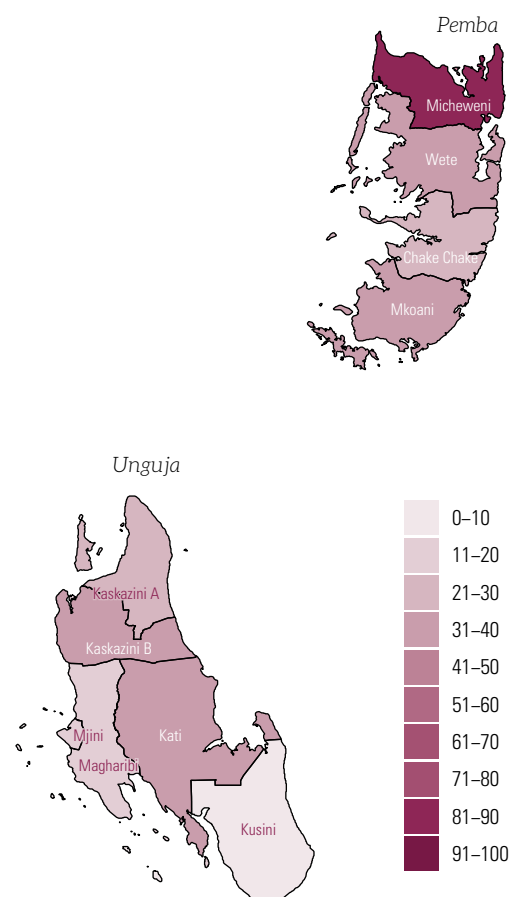 Pemba
Micheweni
Wete
Chake Chake
Mkoani
Unguja
Kaskazini A
Kaskazini B
Mjini
Kati
Magharibi
Kusini
0–10
11–20
21–30
31–40
41–50
51–60
61–70
71–80
81–90
91–100